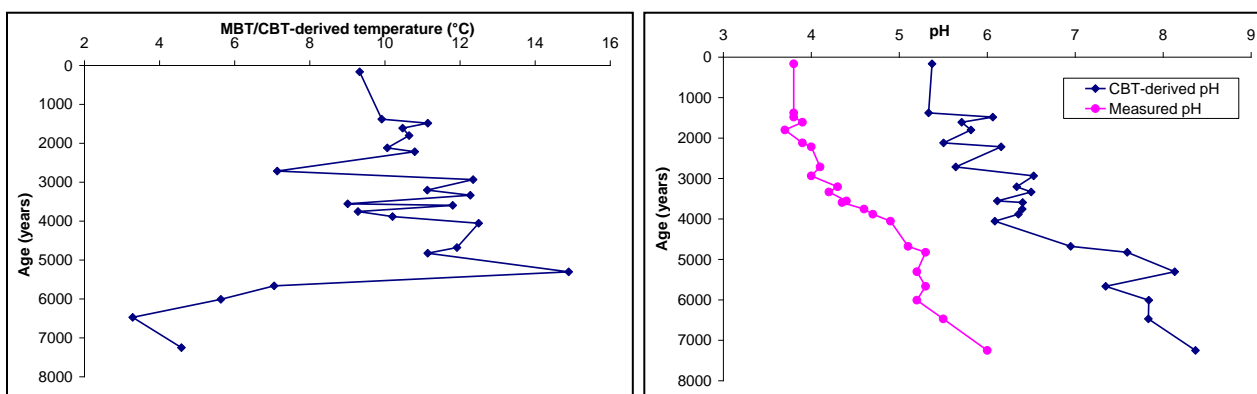 MBT/CBT-derived temperature (°C)
2 4 6 8 10 12 14 16
0
1000
2000
3000
4000
5000
6000
7000
8000
Age (years)
pH
3 4 5 6 7 8 9
0
1000
2000
3000
4000
5000
6000
7000
8000
Age (years)
CBT-derived pH
Measured pH